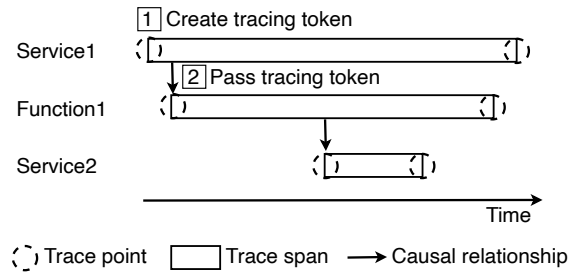 1 Create tracing token
Service1
2 Pass tracing token
Function1
Service2
Time
Trace point Trace span Causal relationship